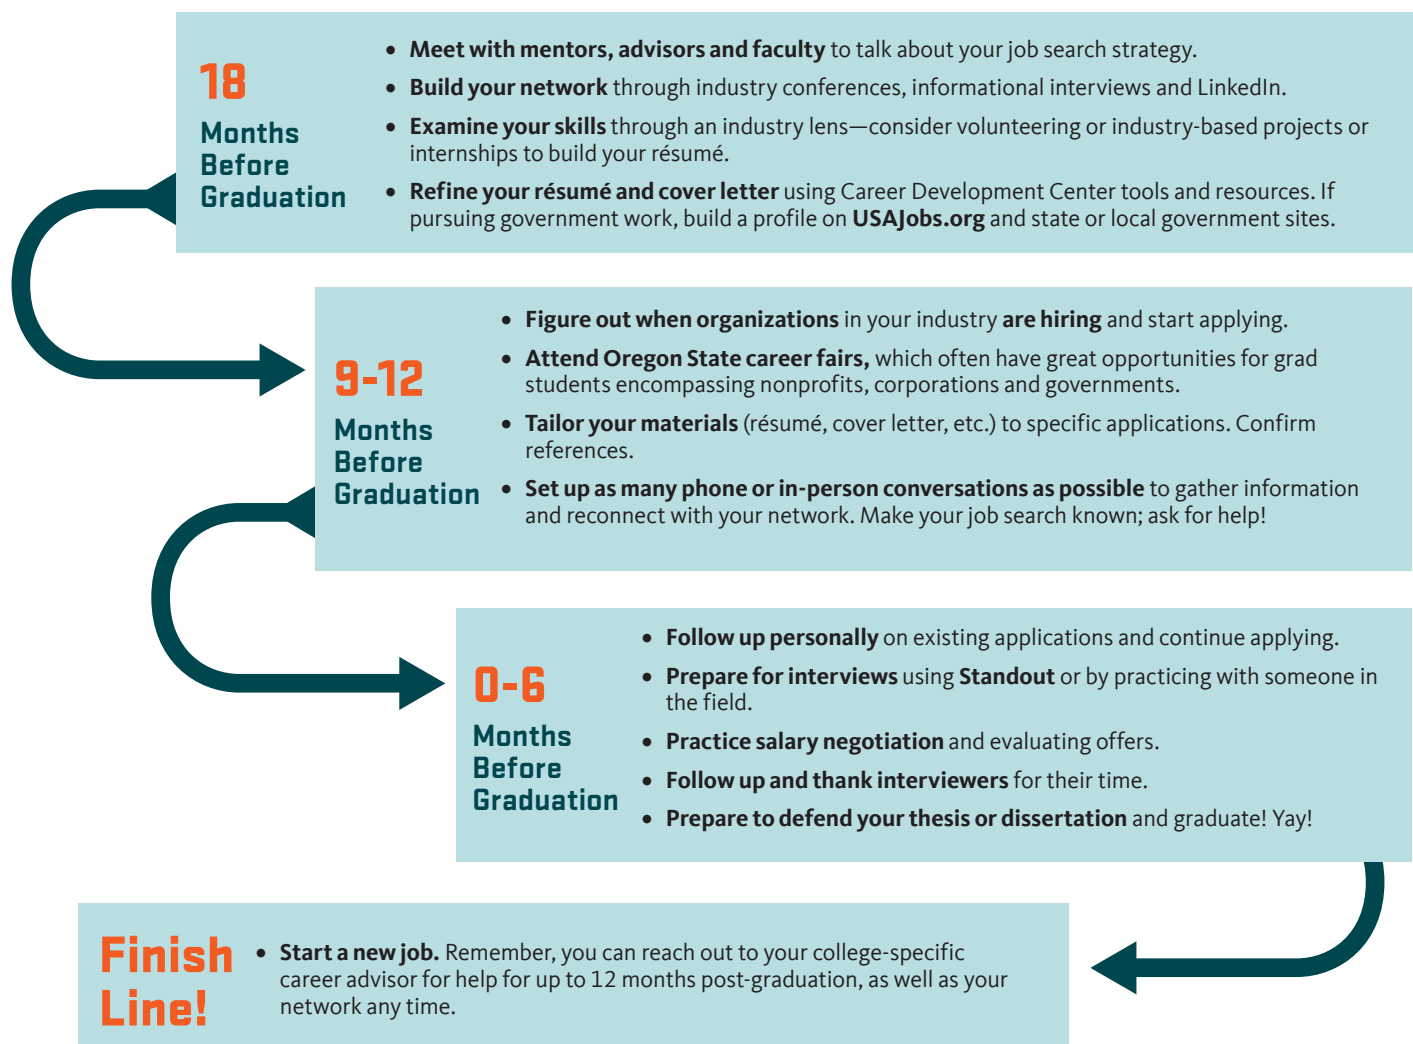 18
Months
Before
Graduation
• Meet with mentors, advisors and faculty to talk about your job search strategy.
• Build your network through industry conferences, informational interviews and LinkedIn.
• Examine your skills through an industry lens—consider volunteering or industry-based projects or
internships to build your résumé.
• Refine your résumé and cover letter using Career Development Center tools and resources. If
pursuing government work, build a profile on USAJobs.org and state or local government sites.
9-12
Months
Before
Graduation
• Figure out when organizations in your industry are hiring and start applying.
• Attend Oregon State career fairs, which often have great opportunities for grad
students encompassing nonprofits, corporations and governments.
• Tailor your materials (résumé, cover letter, etc.) to specific applications. Confirm
references.
• Set up as many phone or in-person conversations as possible to gather information
and reconnect with your network. Make your job search known; ask for help!
0-6
Months
Before
Graduation
• Follow up personally on existing applications and continue applying.
• Prepare for interviews using Standout or by practicing with someone in
the field.
• Practice salary negotiation and evaluating offers.
• Follow up and thank interviewers for their time.
• Prepare to defend your thesis or dissertation and graduate! Yay!
Finish
Line!
• Start a new job. Remember, you can reach out to your college-specific
career advisor for help for up to 12 months post-graduation, as well as your
network any time.